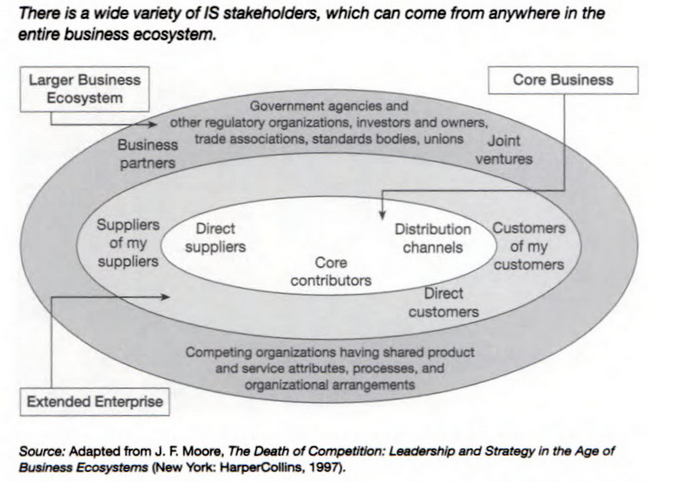 There is a wide variety of IS stakeholders, which can come from anywhere in the
entire business ecosystem.
Larger Business
Ecosystem
Core Business
Government agencies and
other regulatory organizations, investors and owners,
trade associations, standards bodies, unions
Business
partners
Joint
ventures
Suppliers
of my
suppliers
Direct
suppliers
Distribution
channels
Customers
of my
customers
Core
contributors
Direct
customers
Competing organizations having shared product
and service attributes, processes, and
organizational arrangements
Extended Enterprise
Source: Adapted from J. F. Moore, The Death of Competition: Leadership and Strategy in the Age of
Business Ecosystems (New York: HarperCollins, 1997).